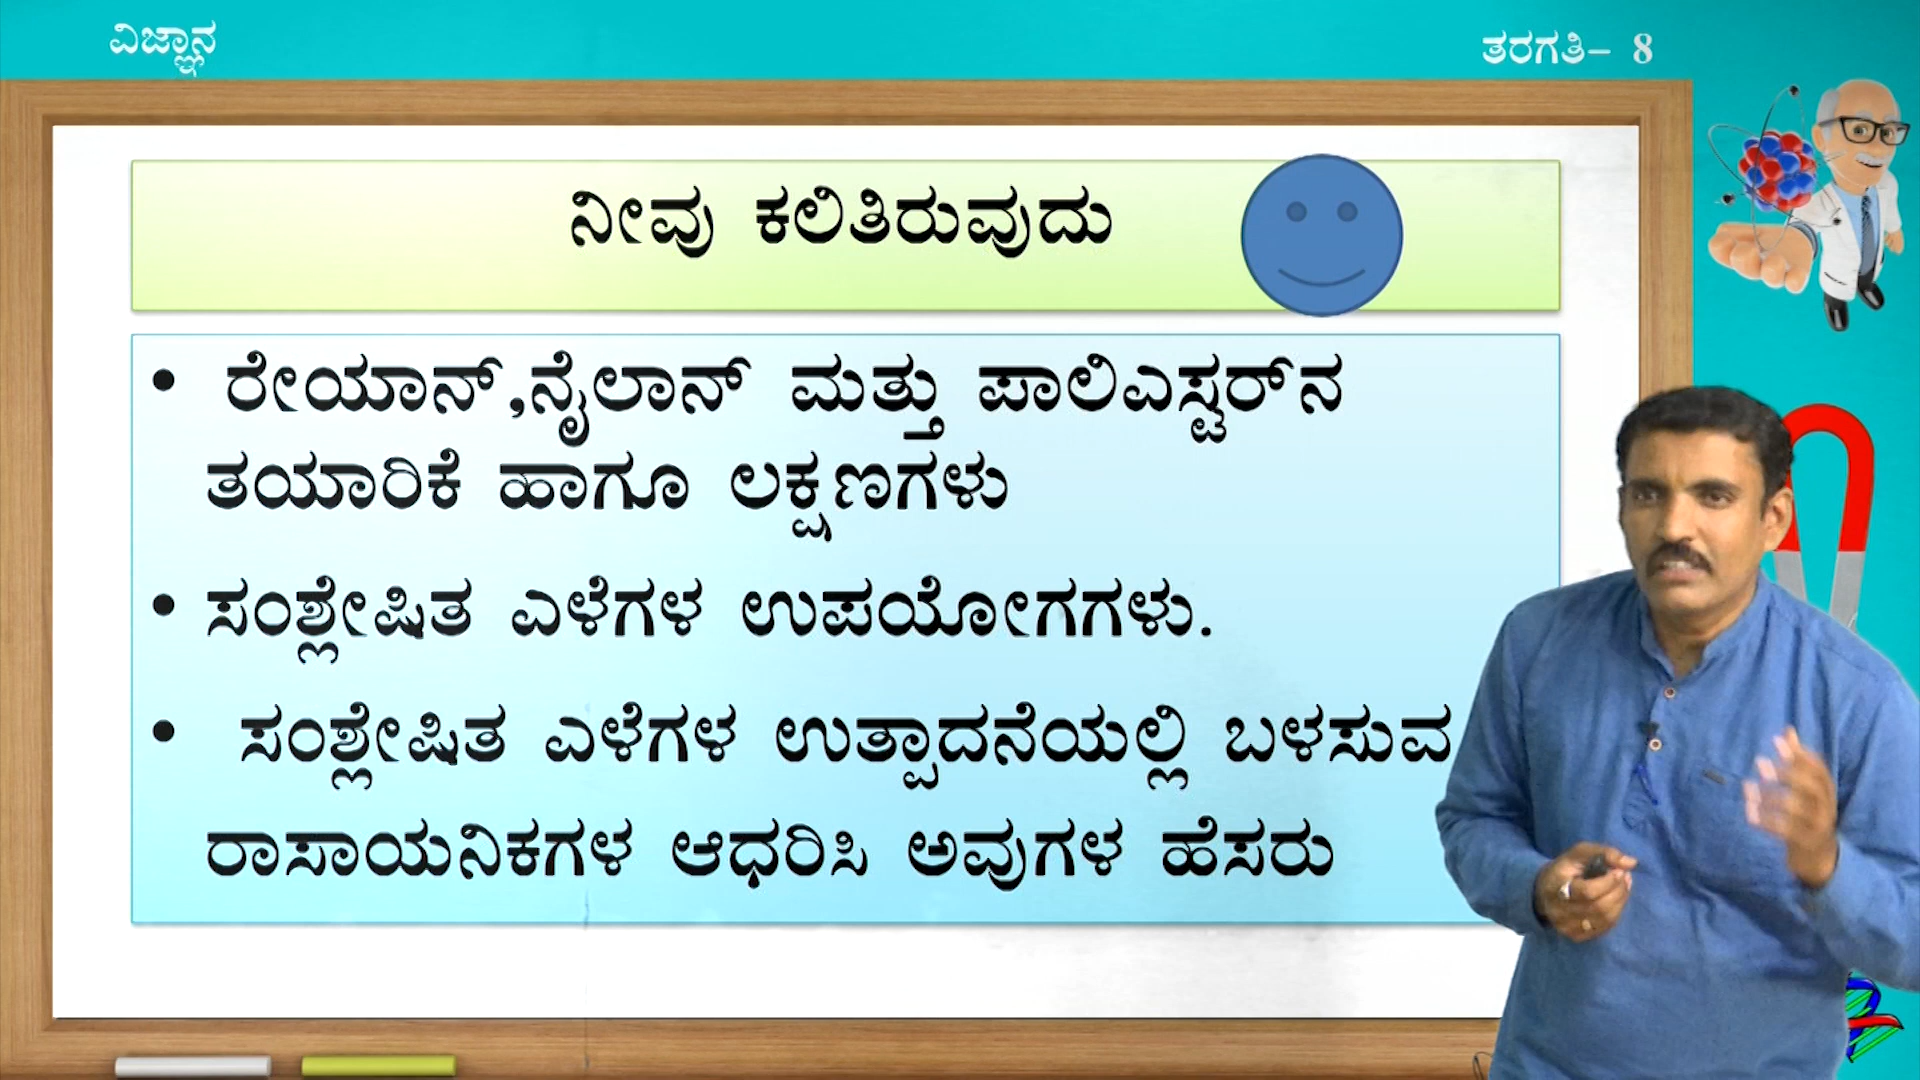 ವಿಜ್ಞಾನ
ತರಗತಿ– 8
ನೀವು ಕಲಿತಿರುವುದು
• ರೇಯಾನ್,ನೈಲಾನ್ ಮತ್ತು ಪಾಲಿಎಸ್ಟರ್‌ನ
ತಯಾರಿಕೆ ಹಾಗೂ ಲಕ್ಷಣಗಳು
• ಸಂಶ್ಲೇಷಿತ ಎಳೆಗಳ ಉಪಯೋಗಗಳು.
• ಸಂಶ್ಲೇಷಿತ ಎಳೆಗಳ ಉತ್ಪಾದನೆಯಲ್ಲಿ ಬಳಸುವ
ರಾಸಾಯನಿಕಗಳ ಆಧರಿಸಿ ಅವುಗಳ ಹೆಸರು